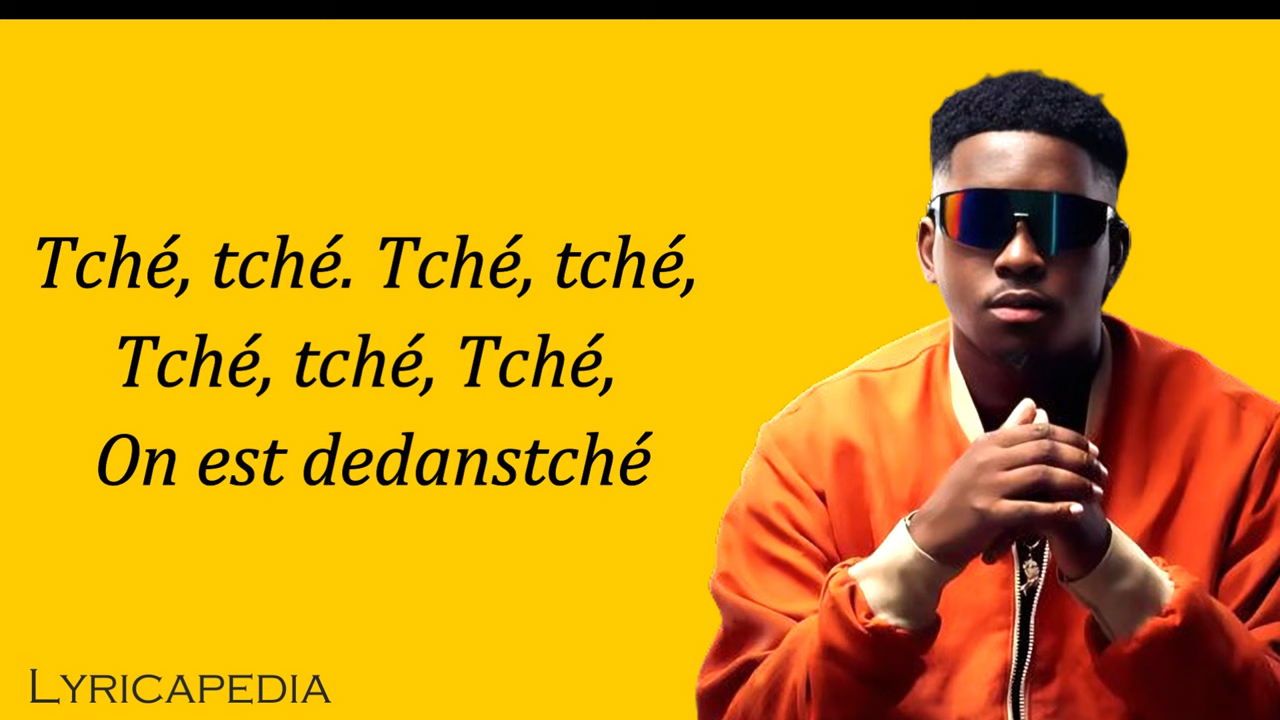 Tché, tché. Tché, tché,
Tché, tché, Tché,
On est dedanstché
LYRICAPEDIA